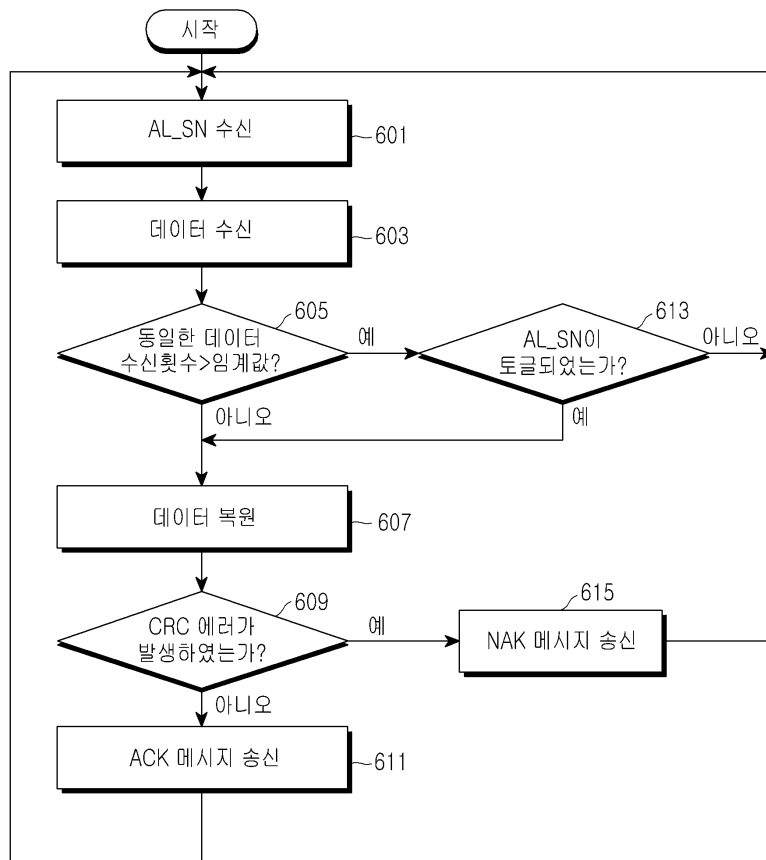 시작
AL_SN 수신
601
데이터 수신
603
동일한 데이터
수신횟수>임계값?
605
예
아니오
AL_SN이
토글되었는가?
613
아니오
예
데이터 복원
607
CRC 에러가
발생하였는가?
609
예
아니오
NAK 메시지 송신
615
ACK 메시지 송신
611